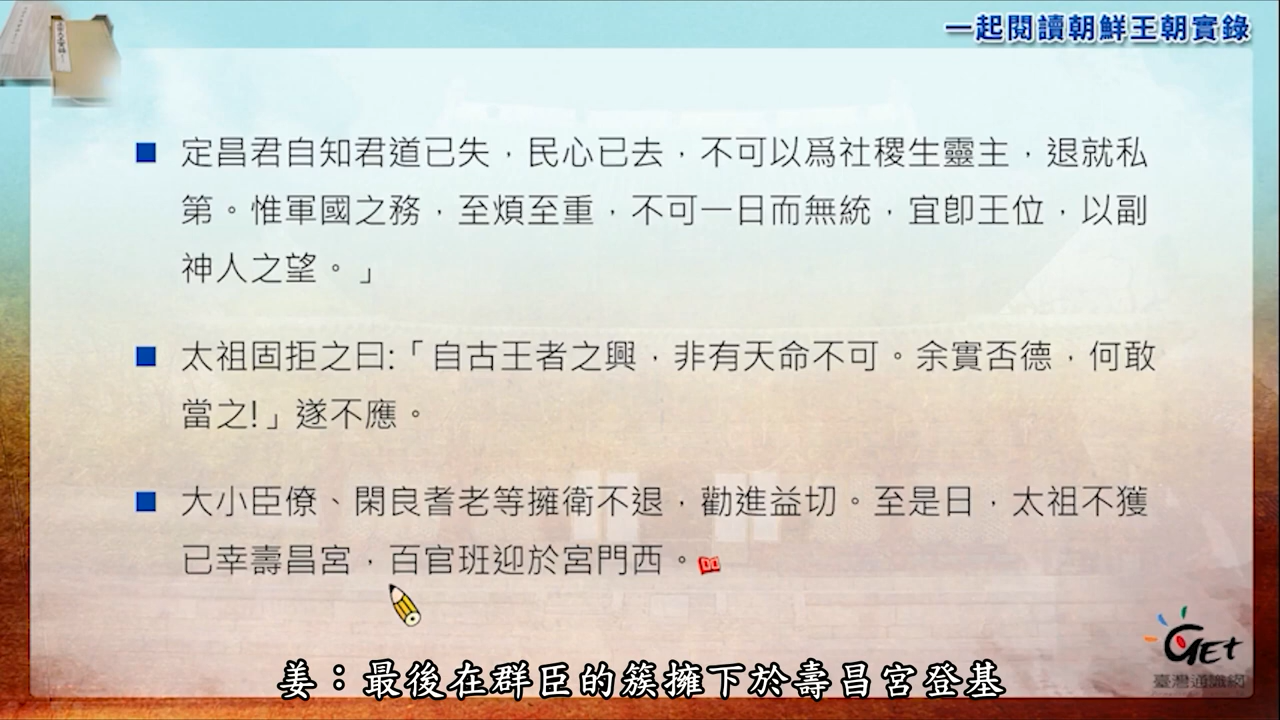 一起閱讀朝鮮王朝實錄
■ 定昌君自知君道已失，民心已去，不可以爲社稷生靈主，退就私
第。惟軍國之務，至煩至重，不可一日而無統，宜卽王位，以副
神人之望。」
■ 太祖固拒之曰:「自古王者之興，非有天命不可。余實否德，何敢
當之!」遂不應。
■ 大小臣僚、閑良耆老等擁衛不退，勸進益切。至是日，太祖不獲
已幸壽昌宮，百官班迎於宮門西。
GEt
臺灣通識網
姜：最後在群臣的簇擁下於壽昌宮登基